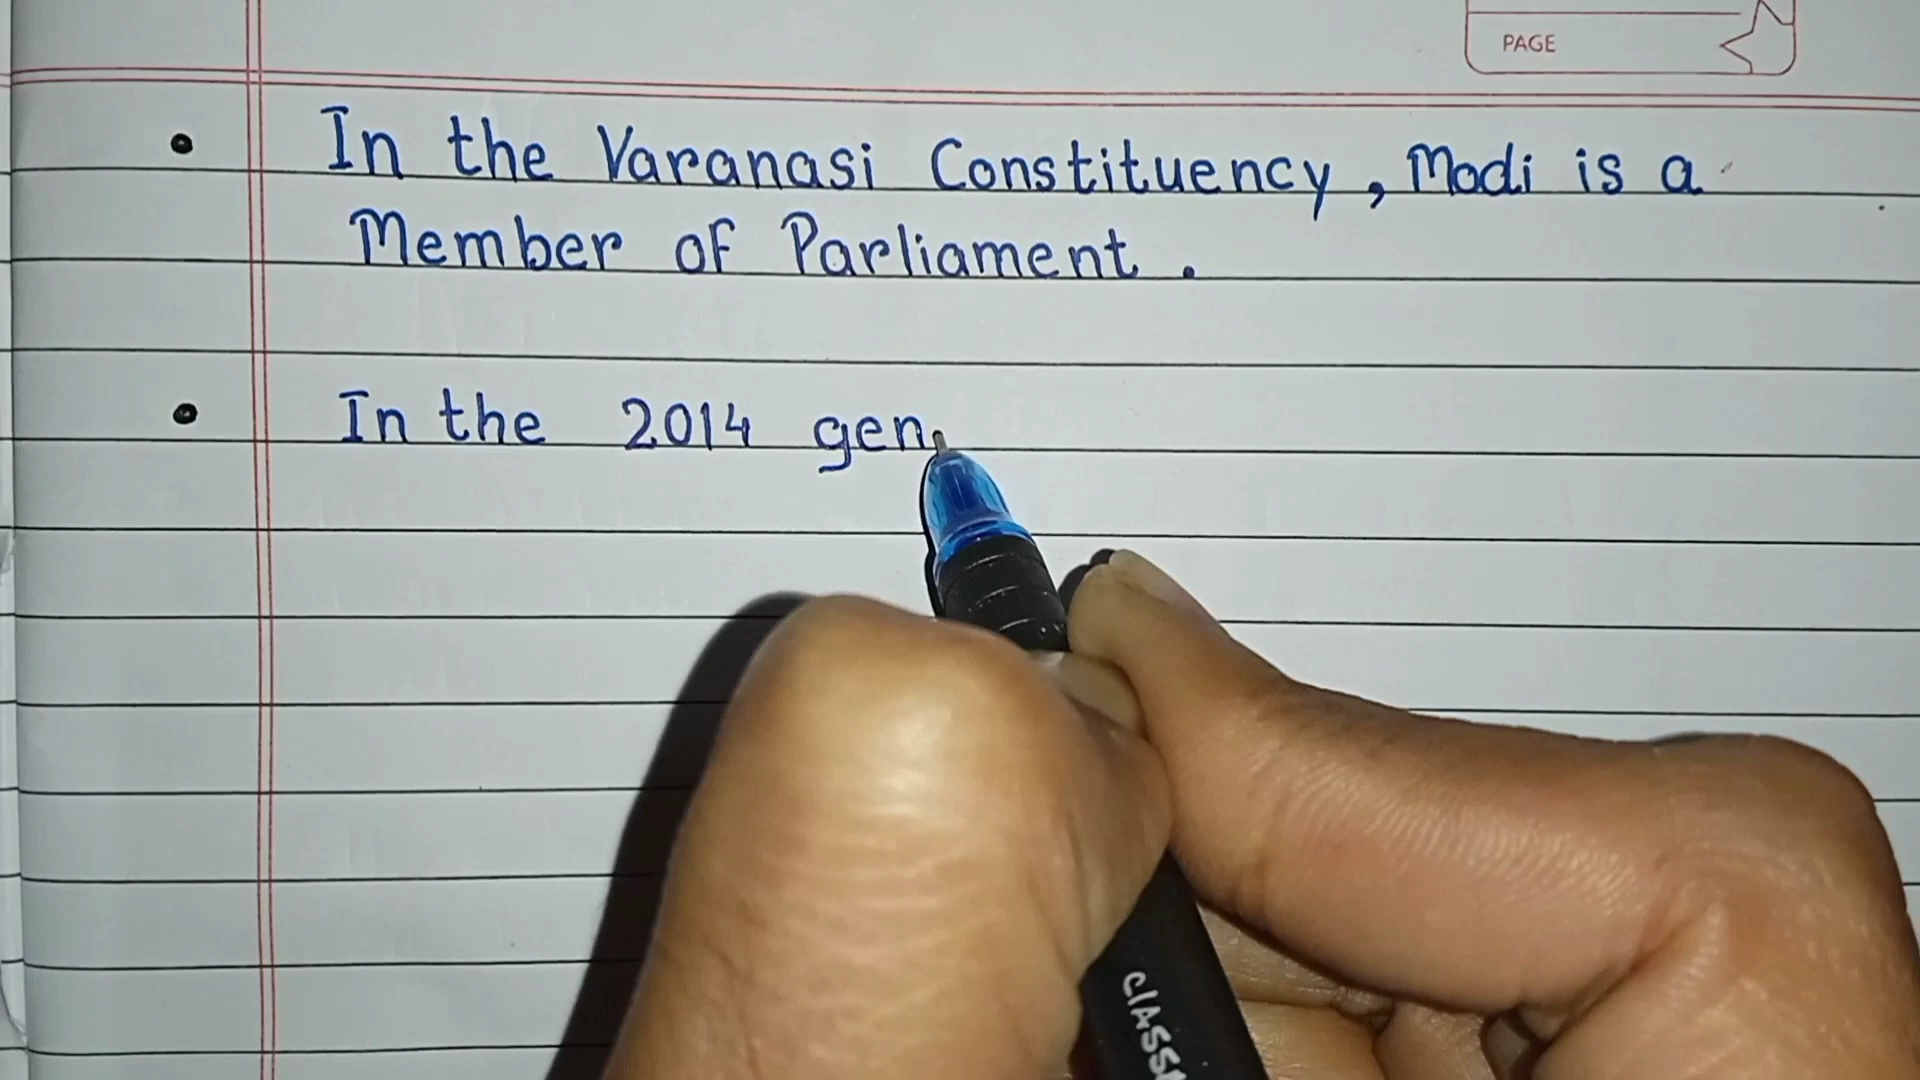 PAGE
In the Varanasi Constituency, Modi is a
Member of Parliament.
In the 2014 gen